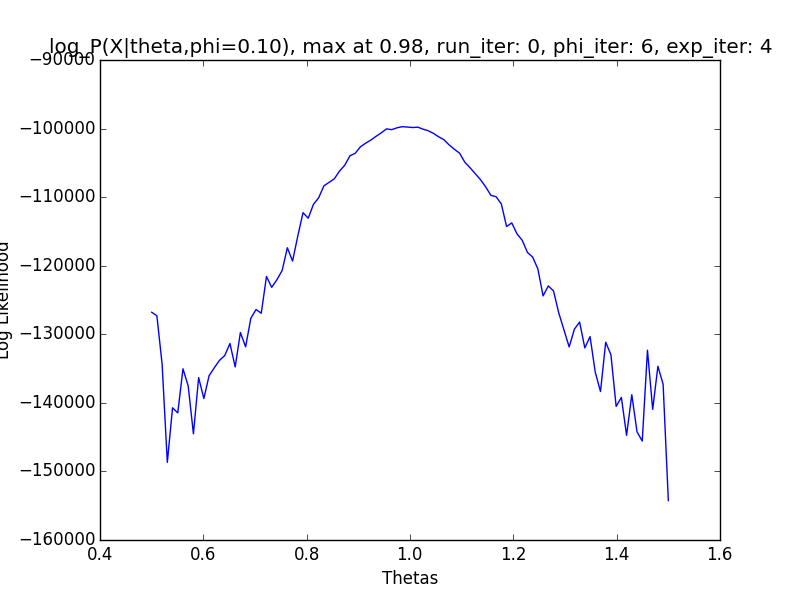 log_P(X|theta,phi=0.10), max at 0.98, run_iter: 0, phi_iter: 6, exp_iter: 4
−90000
−100000
−110000
−120000
−130000
−140000
−150000
−160000
Log Likelihood
0.4 0.6 0.8 1.0 1.2 1.4 1.6
Thetas